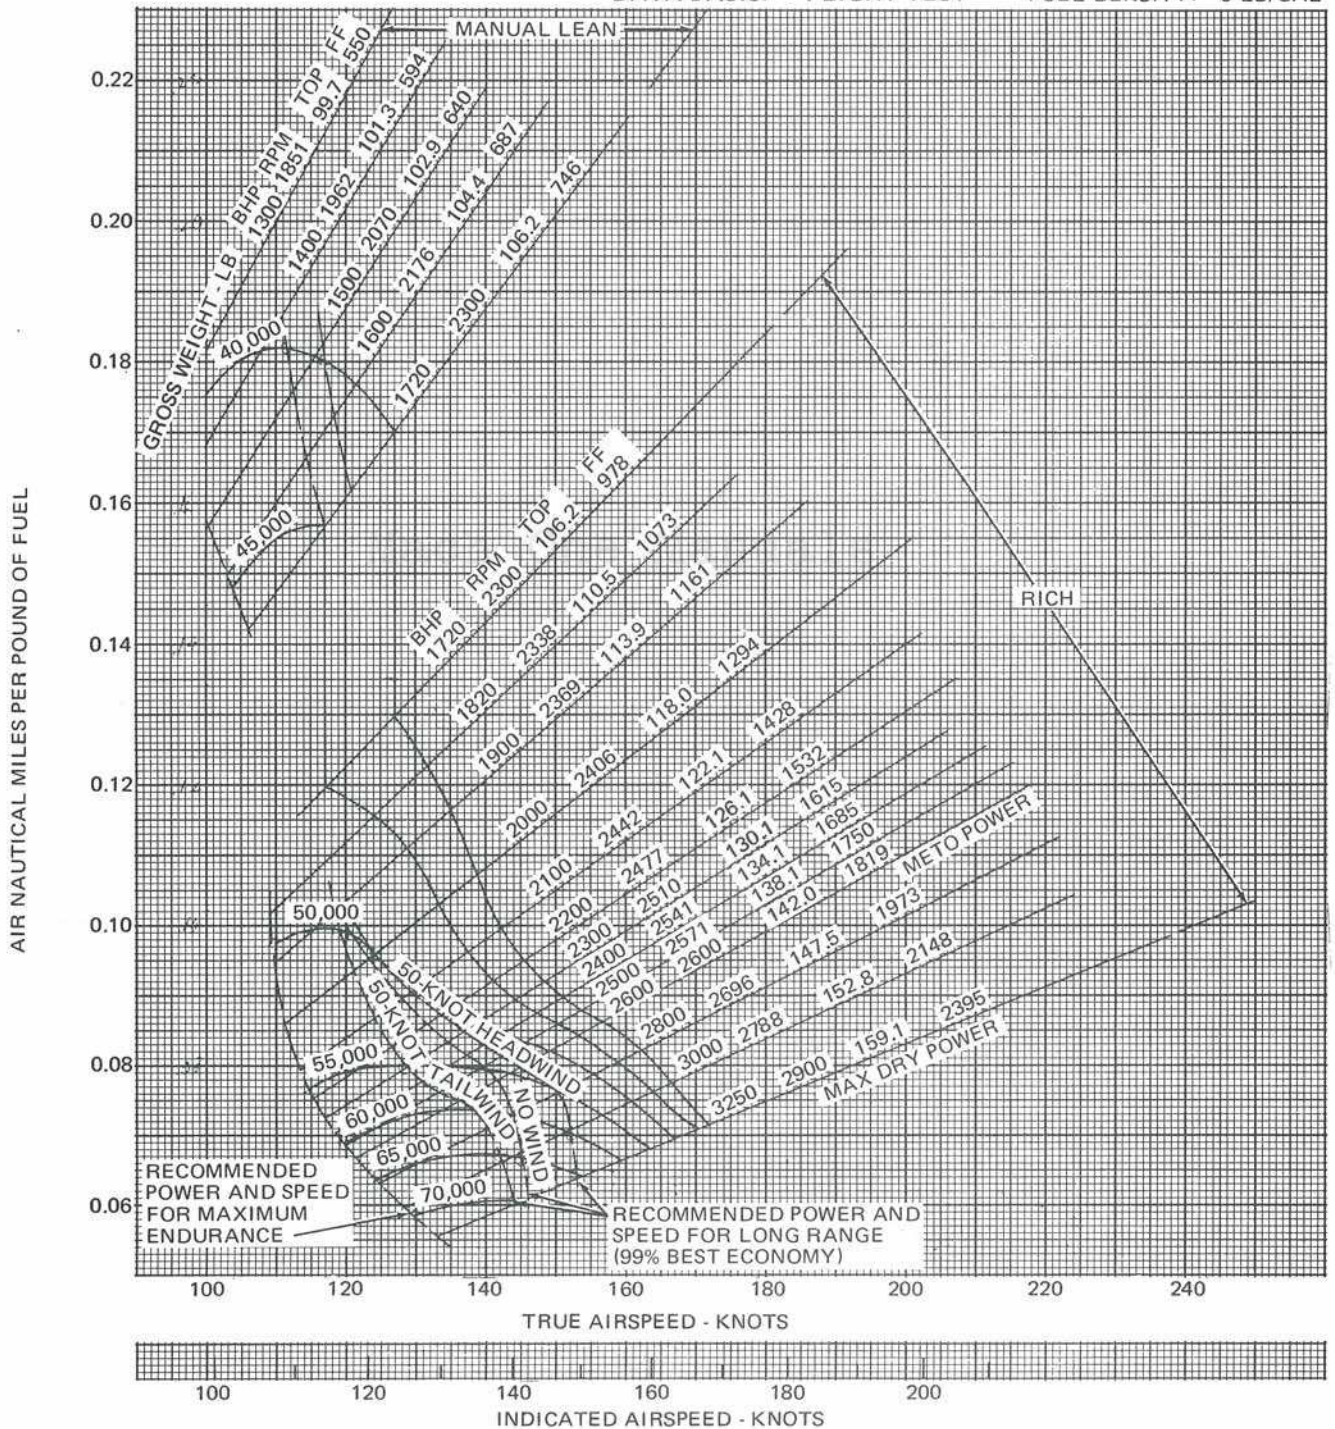 MANUAL LEAN
GROSS WEIGHT - LB
BHP RPM TOP FF
1300 1851 99.7 550
1400 1962 101.3 594
1500 2070 102.9 640
1600 2176 104.4 687
1720 2300 106.2 746
40,000
45,000
BHP RPM TOP FF
1720 2300 106.2 978
1820 2338 110.5 1073
1900 2369 113.9 1161
2000 2406 118.0 1294
2100 2442 122.1 1428
2200 2477 126.1 1532
2300 2510 130.1 1615
2400 2541 134.1 1685
2500 2571 138.1 1750
2600 2600 142.0 1819
METO POWER
2800 2696 147.5 1973
3000 2788 152.8 2148
3250 2900 159.1 2395
MAX DRY POWER
RICH
50,000
55,000
60,000
65,000
70,000
50-KNOT HEADWIND
50-KNOT TAILWIND
NO WIND
RECOMMENDED
POWER AND SPEED
FOR MAXIMUM
ENDURANCE
RECOMMENDED POWER AND
SPEED FOR LONG RANGE
(99% BEST ECONOMY)
AIR NAUTICAL MILES PER POUND OF FUEL
0.22
0.20
0.18
0.16
0.14
0.12
0.10
0.08
0.06
100 120 140 160 180 200 220 240
TRUE AIRSPEED - KNOTS
100 120 140 160 180 200
INDICATED AIRSPEED - KNOTS